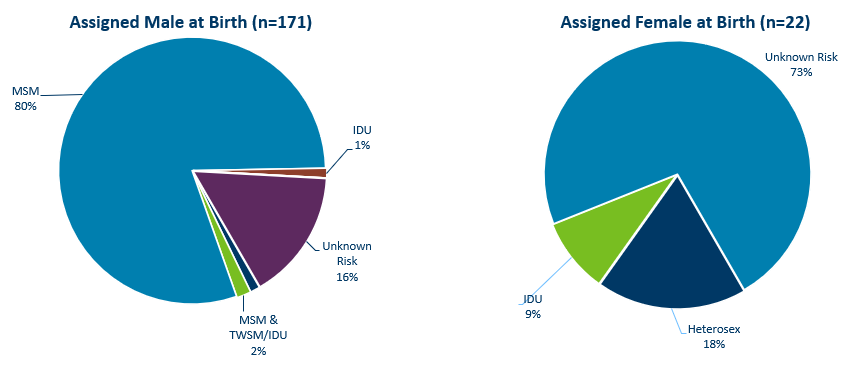 Assigned Male at Birth (n=171)
MSM
80%
IDU
1%
Unknown
Risk
16%
MSM &
TWSM/IDU
2%
Assigned Female at Birth (n=22)
Unknown Risk
73%
IDU
9%
Heterosex
18%